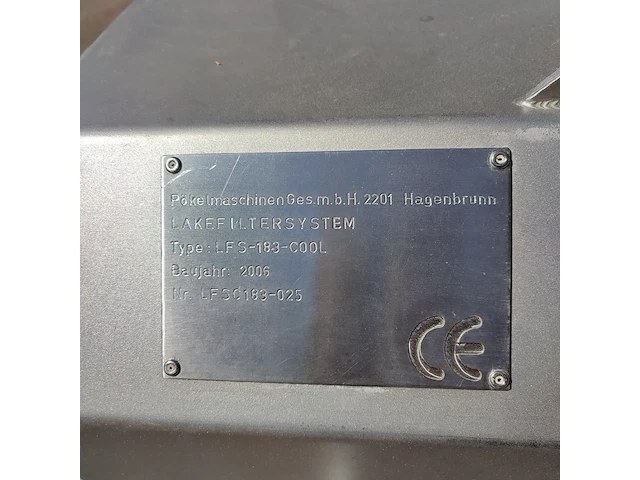 Pökelmaschinen Ges.m.b.H. 2201 Hagenbrunn
LAKEFILTERSYSTEM
Type: LFS-183-COOL
Baujahr: 2006
Nr. LFSC183-025
CE